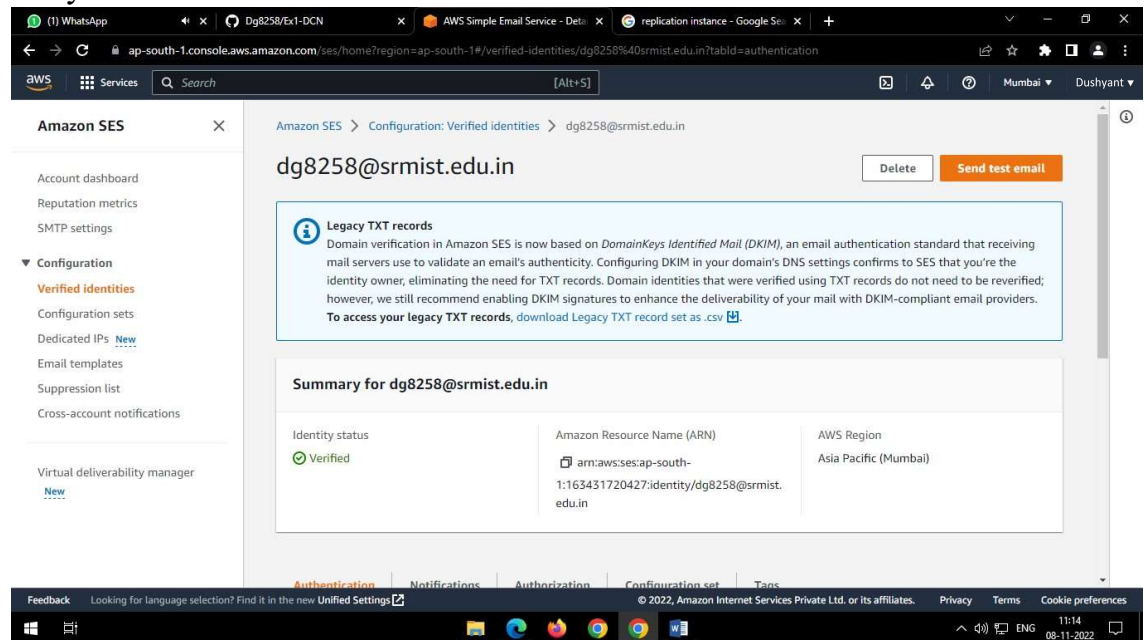 (1) WhatsApp
Dg8258/Ex1-DCN
AWS Simple Email Service - Deta
replication instance - Google Sea
ap-south-1.console.aws.amazon.com/ses/home?region=ap-south-1#/verified-identities/dg8258%40srmist.edu.in?tabId=authentication
aws
Services
Search
[Alt+S]
Mumbai
Dushyant
Amazon SES
Account dashboard
Reputation metrics
SMTP settings
Configuration
Verified identities
Configuration sets
Dedicated IPs New
Email templates
Suppression list
Cross-account notifications
Virtual deliverability manager
New
Amazon SES > Configuration: Verified identities > dg8258@srmist.edu.in
dg8258@srmist.edu.in
Delete
Send test email
Legacy TXT records
Domain verification in Amazon SES is now based on DomainKeys Identified Mail (DKIM), an email authentication standard that receiving
mail servers use to validate an email's authenticity. Configuring DKIM in your domain's DNS settings confirms to SES that you're the
identity owner, eliminating the need for TXT records. Domain identities that were verified using TXT records do not need to be reverified;
however, we still recommend enabling DKIM signatures to enhance the deliverability of your mail with DKIM-compliant email providers.
To access your legacy TXT records, download Legacy TXT record set as .csv.
Summary for dg8258@srmist.edu.in
Identity status
Verified
Amazon Resource Name (ARN)
arn:aws:ses:ap-south-
1:163431720427:identity/dg8258@srmist.
edu.in
AWS Region
Asia Pacific (Mumbai)
Authentication
Notifications
Authorization
Configuration set
Tags
Feedback
Looking for language selection? Find it in the new Unified Settings
© 2022, Amazon Internet Services Private Ltd. or its affiliates.
Privacy
Terms
Cookie preferences
ENG
11:14
08-11-2022